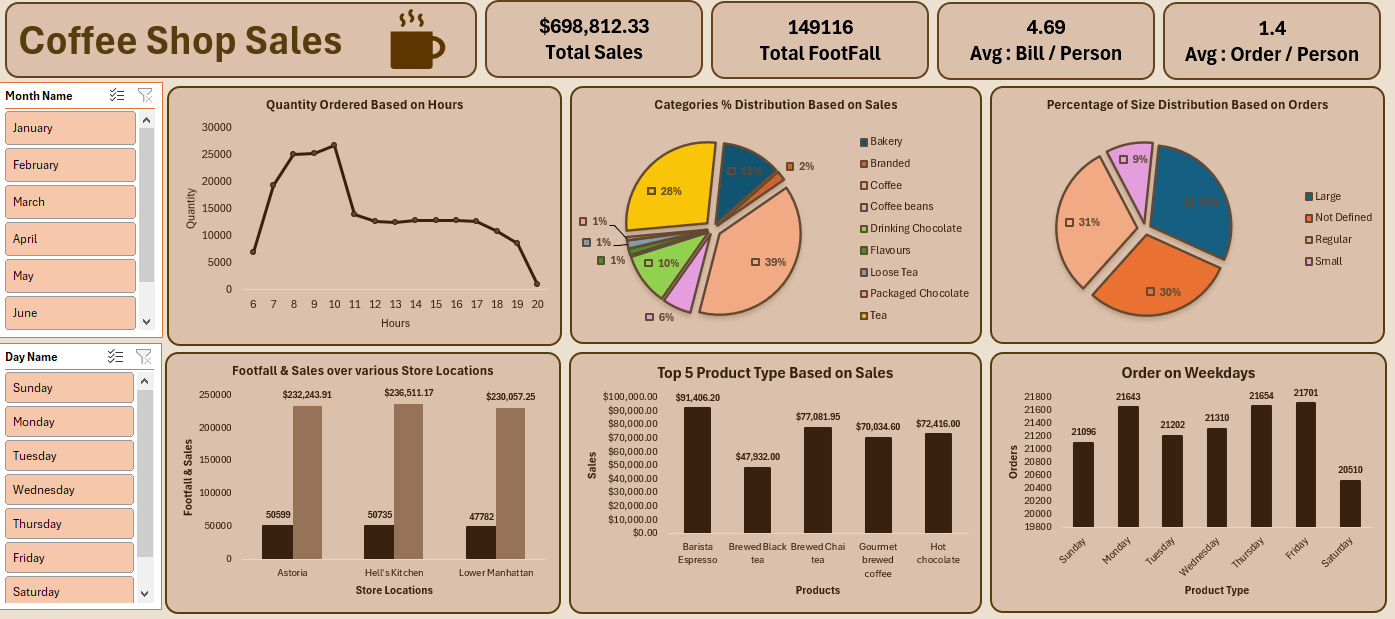 Coffee Shop Sales
$698,812.33
Total Sales
149116
Total FootFall
4.69
Avg : Bill / Person
1.4
Avg : Order / Person
Month Name
January
February
March
April
May
June
Day Name
Sunday
Monday
Tuesday
Wednesday
Thursday
Friday
Saturday
Quantity Ordered Based on Hours
Quantity
30000
25000
20000
15000
10000
5000
0
6 7 8 9 10 11 12 13 14 15 16 17 18 19 20
Hours
Categories % Distribution Based on Sales
12%
2%
39%
6%
10%
1%
1%
1%
28%
Bakery
Branded
Coffee
Coffee beans
Drinking Chocolate
Flavours
Loose Tea
Packaged Chocolate
Tea
Percentage of Size Distribution Based on Orders
9%
31%
30%
Large
Not Defined
Regular
Small
Footfall & Sales over various Store Locations
Footfall & Sales
250000
200000
150000
100000
50000
0
$232,243.91
$236,511.17
$230,057.25
50599
50735
47782
Astoria
Hell's Kitchen
Lower Manhattan
Store Locations
Top 5 Product Type Based on Sales
Sales
$100,000.00
$90,000.00
$80,000.00
$70,000.00
$60,000.00
$50,000.00
$40,000.00
$30,000.00
$20,000.00
$10,000.00
$0.00
$91,406.20
$47,932.00
$77,081.95
$70,034.60
$72,416.00
Barista
Espresso
Brewed Black
tea
Brewed Chai
tea
Gourmet
brewed
coffee
Hot
chocolate
Products
Order on Weekdays
Orders
21800
21600
21400
21200
21000
20800
20600
20400
20200
20000
19800
21096
21643
21202
21310
21654
21701
20510
Sunday
Monday
Tuesday
Wednesday
Thursday
Friday
Saturday
Product Type